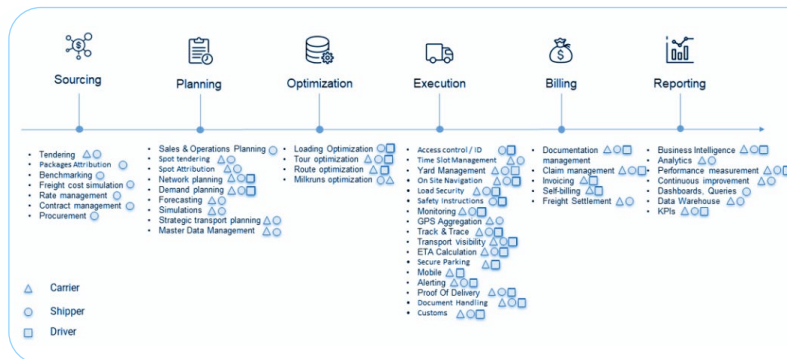 Sourcing
Planning
Optimization
Execution
Billing
Reporting
Tendering
Packages Attribution
Benchmarking
Freight cost simulation
Rate management
Contract management
Procurement
Sales & Operations Planning
Spot tendering
Spot Attribution
Network planning
Demand planning
Forecasting
Simulations
Strategic transport planning
Master Data Management
Loading Optimization
Tour optimization
Route optimization
Milkruns optimization
Access control / ID
Time Slot Management
Yard Management
On Site Navigation
Load Security
Safety Instructions
Monitoring
GPS Aggregation
Track & Trace
Transport Visibility
ETA Calculation
Secure Parking
Mobile
Alerting
Proof Of Delivery
Document Handling
Customs
Documentation
management
Claim management
Invoicing
Self-billing
Freight Settlement
Business Intelligence
Analytics
Performance measurement
Continuous improvement
Dashboards, Queries
Data Warehouse
KPIs
Carrier
Shipper
Driver